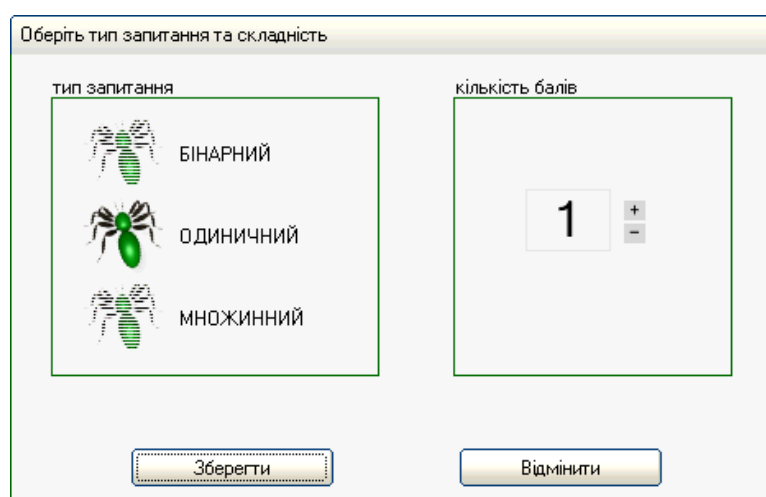 Оберіть тип запитання та складність
тип запитання
БІНАРНИЙ
ОДИНИЧНИЙ
МНОЖИННИЙ
кількість балів
1
+
−
Зберегти
Відмінити